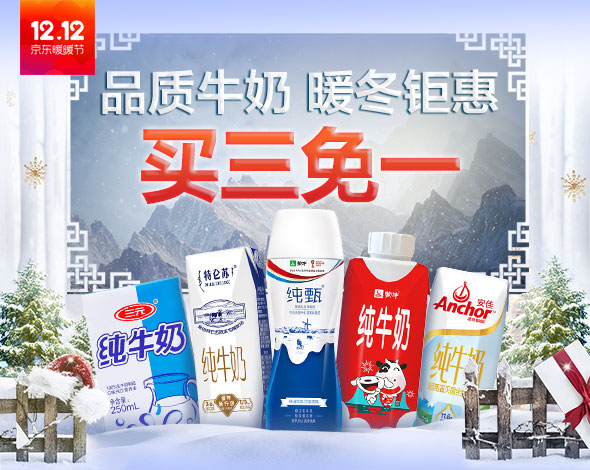 12.12
京东暖暖节
品质牛奶 暖冬钜惠
买三免一
三元
纯牛奶
250mL
特仑苏
MILK DELUXE
纯牛奶
蒙牛
纯甄
蒙牛
纯牛奶
安佳
Anchor
纯牛奶